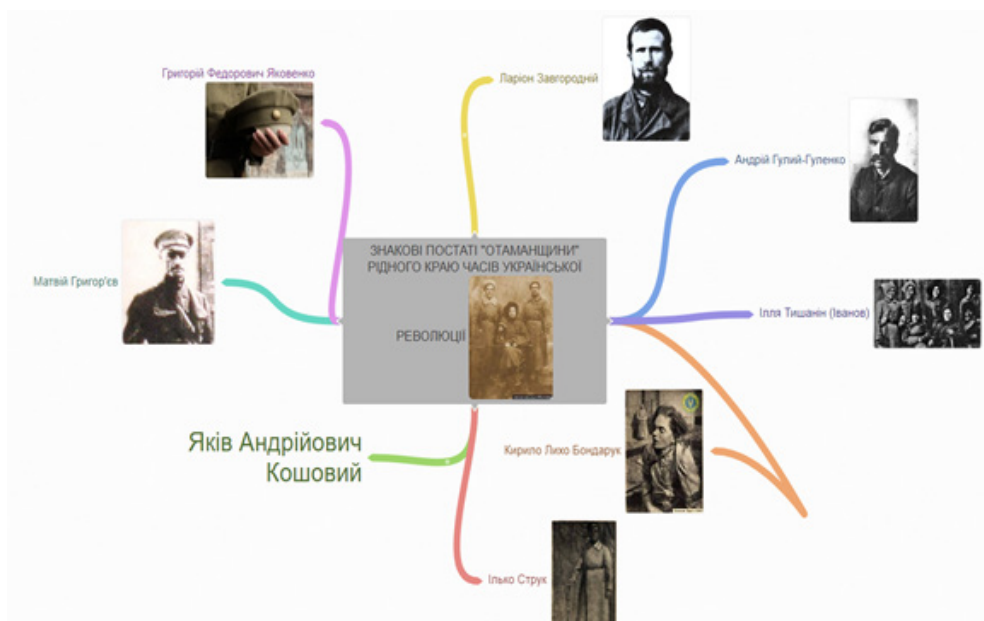 Григорій Федорович Яковенко
Ларіон Завгородній
Андрій Гулий-Гуленко
ЗНАКОВІ ПОСТАТІ "ОТАМАНЩИНИ"
РІДНОГО КРАЮ ЧАСІВ УКРАЇНСЬКОЇ
РЕВОЛЮЦІЇ
Матвій Григор'єв
Ілля Тишанін (Іванов)
Яків Андрійович
Кошовий
Кирило Лихо Бондарук
Ілько Струк